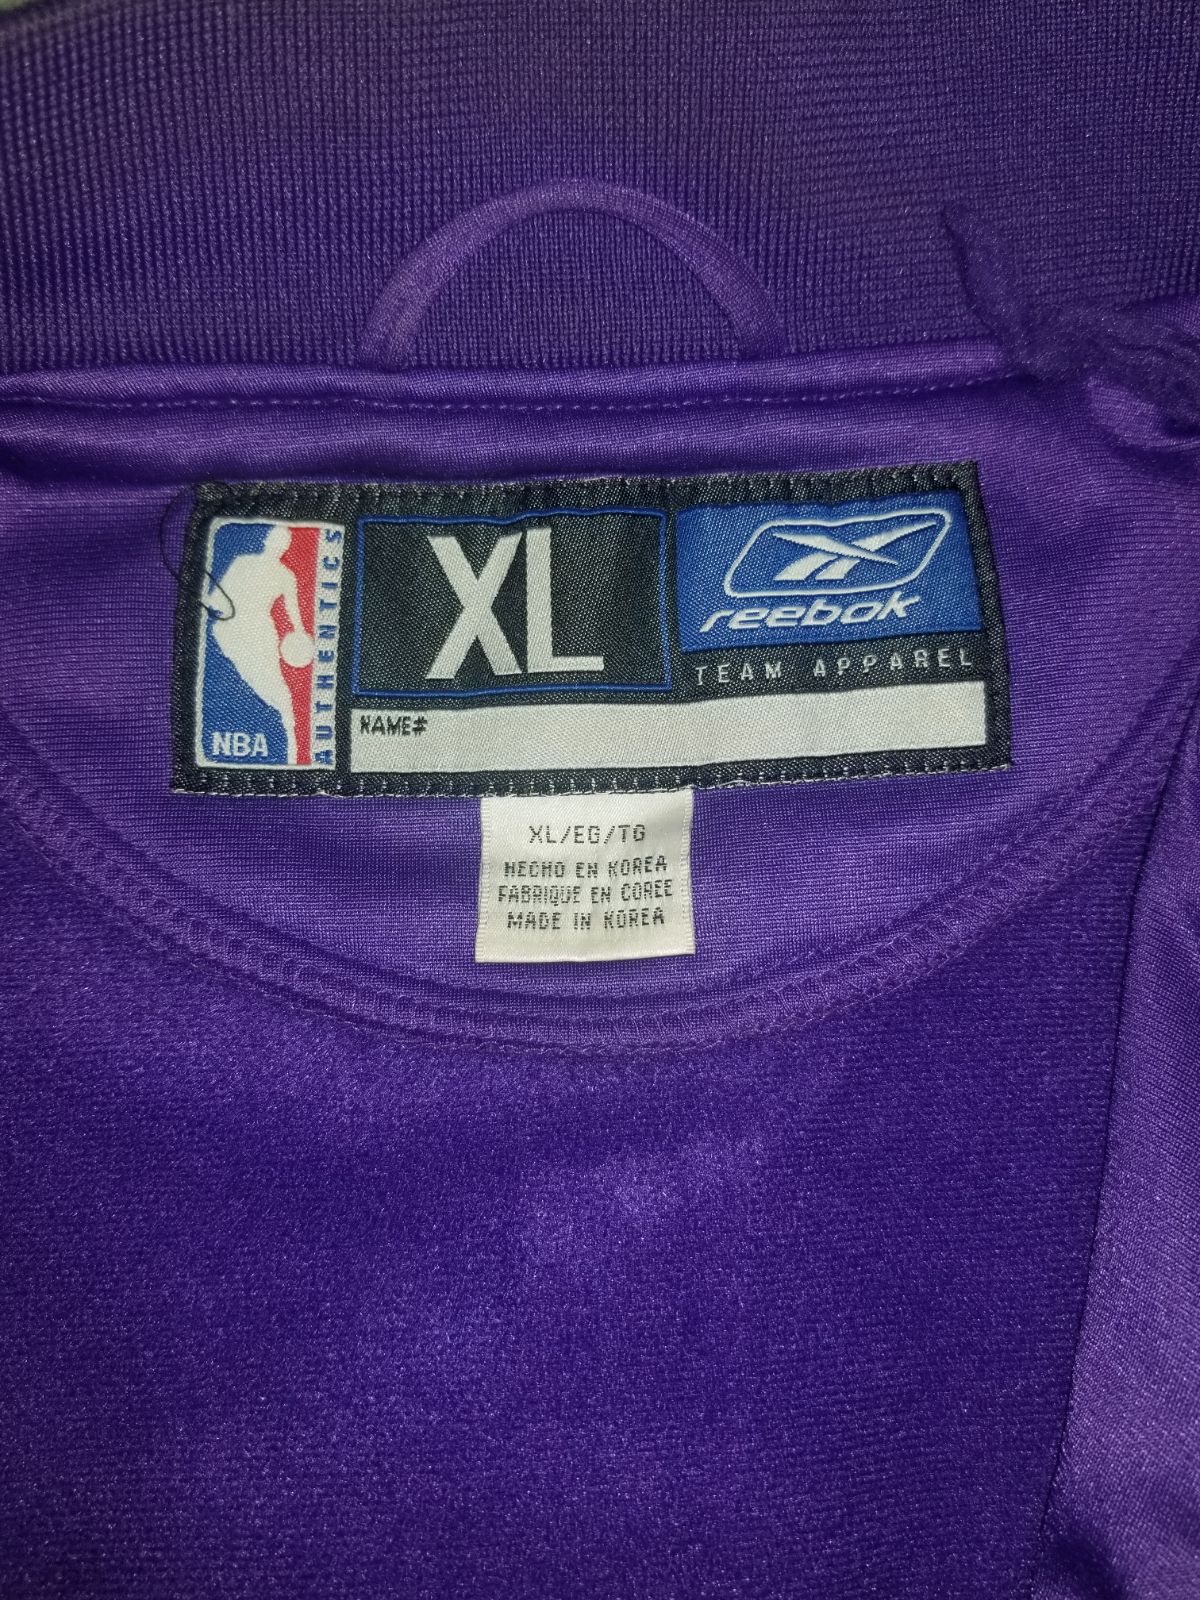 NBA
AUTHENTICS
XL
reebok
TEAM APPAREL
NAME#
XL/EG/TG
HECHO EN KOREA
FABRIQUE EN COREE
MADE IN KOREA